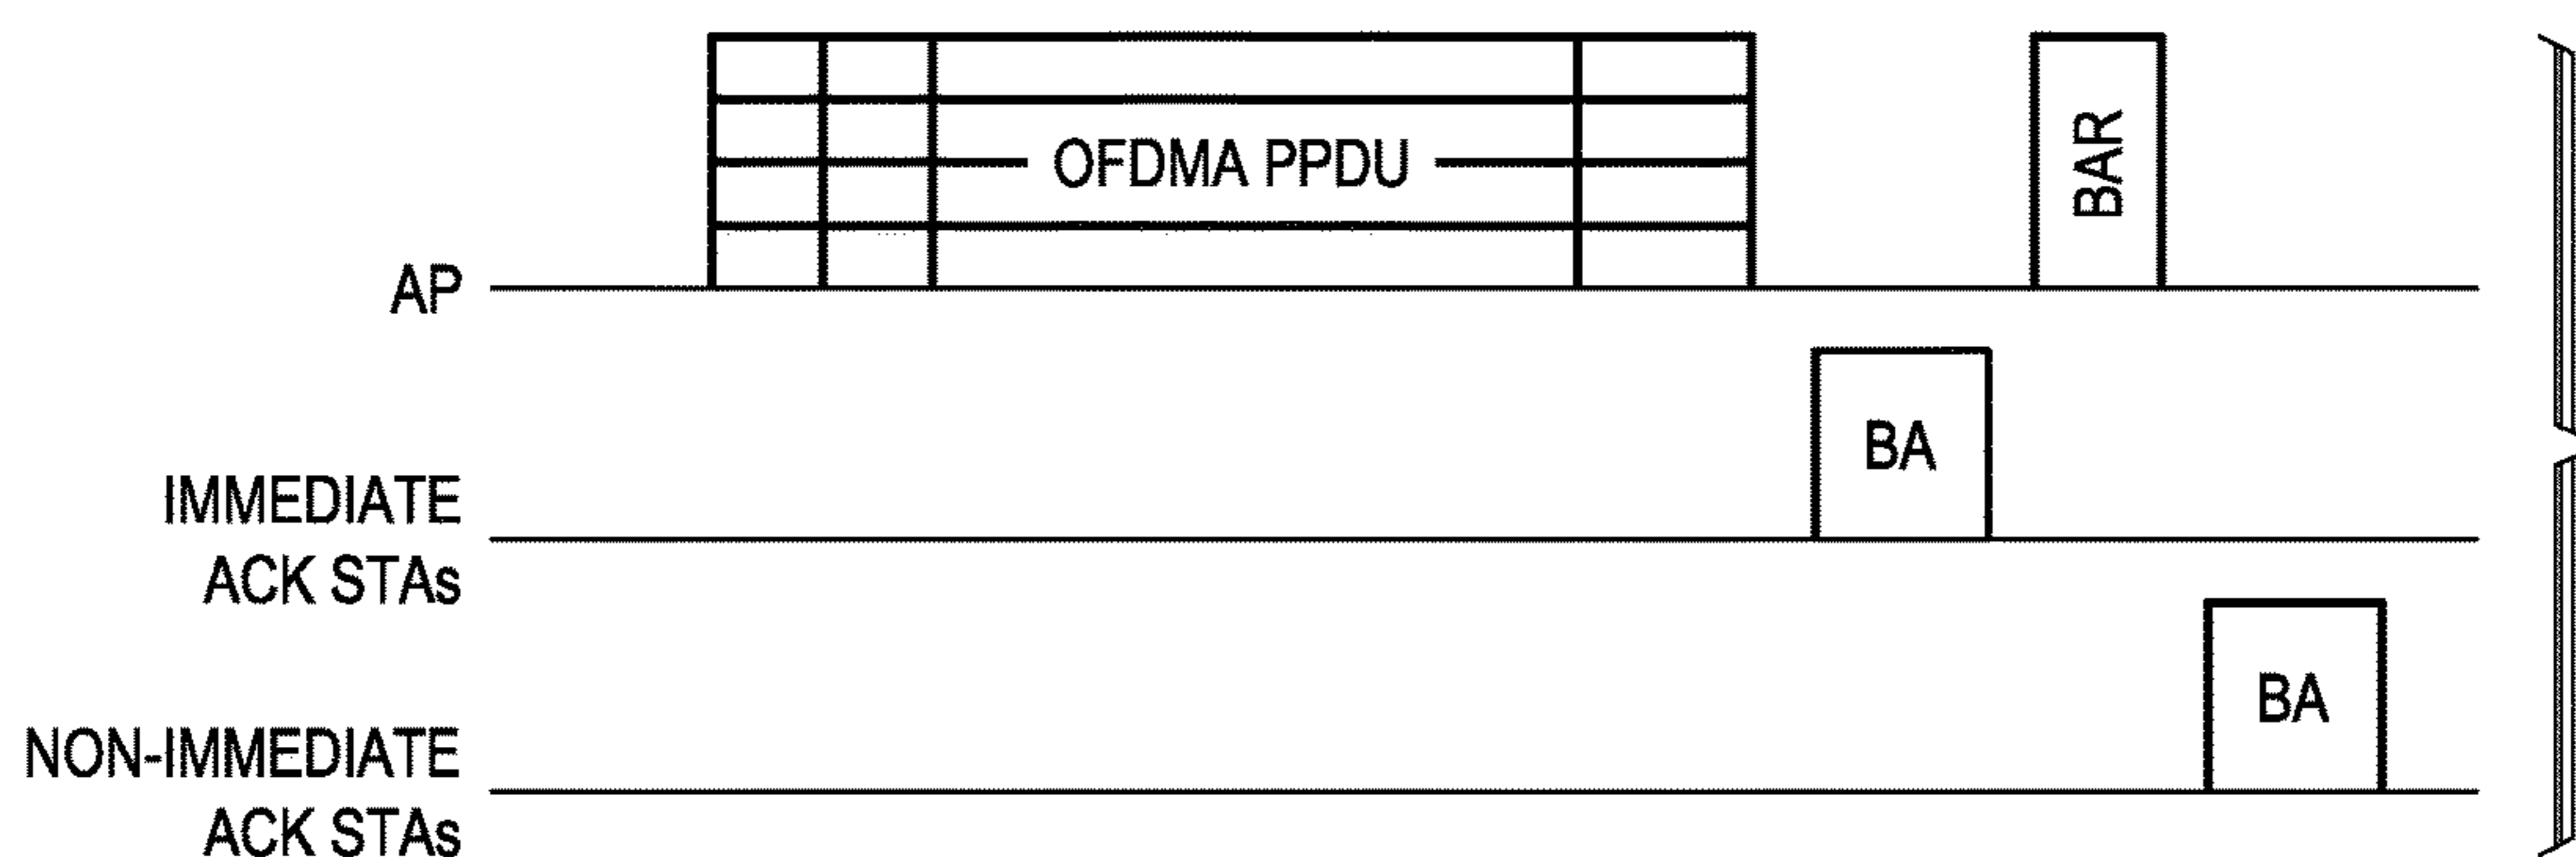 OFDMA PPDU
BAR
AP
BA
IMMEDIATE
ACK STAs
BA
NON-IMMEDIATE
ACK STAs